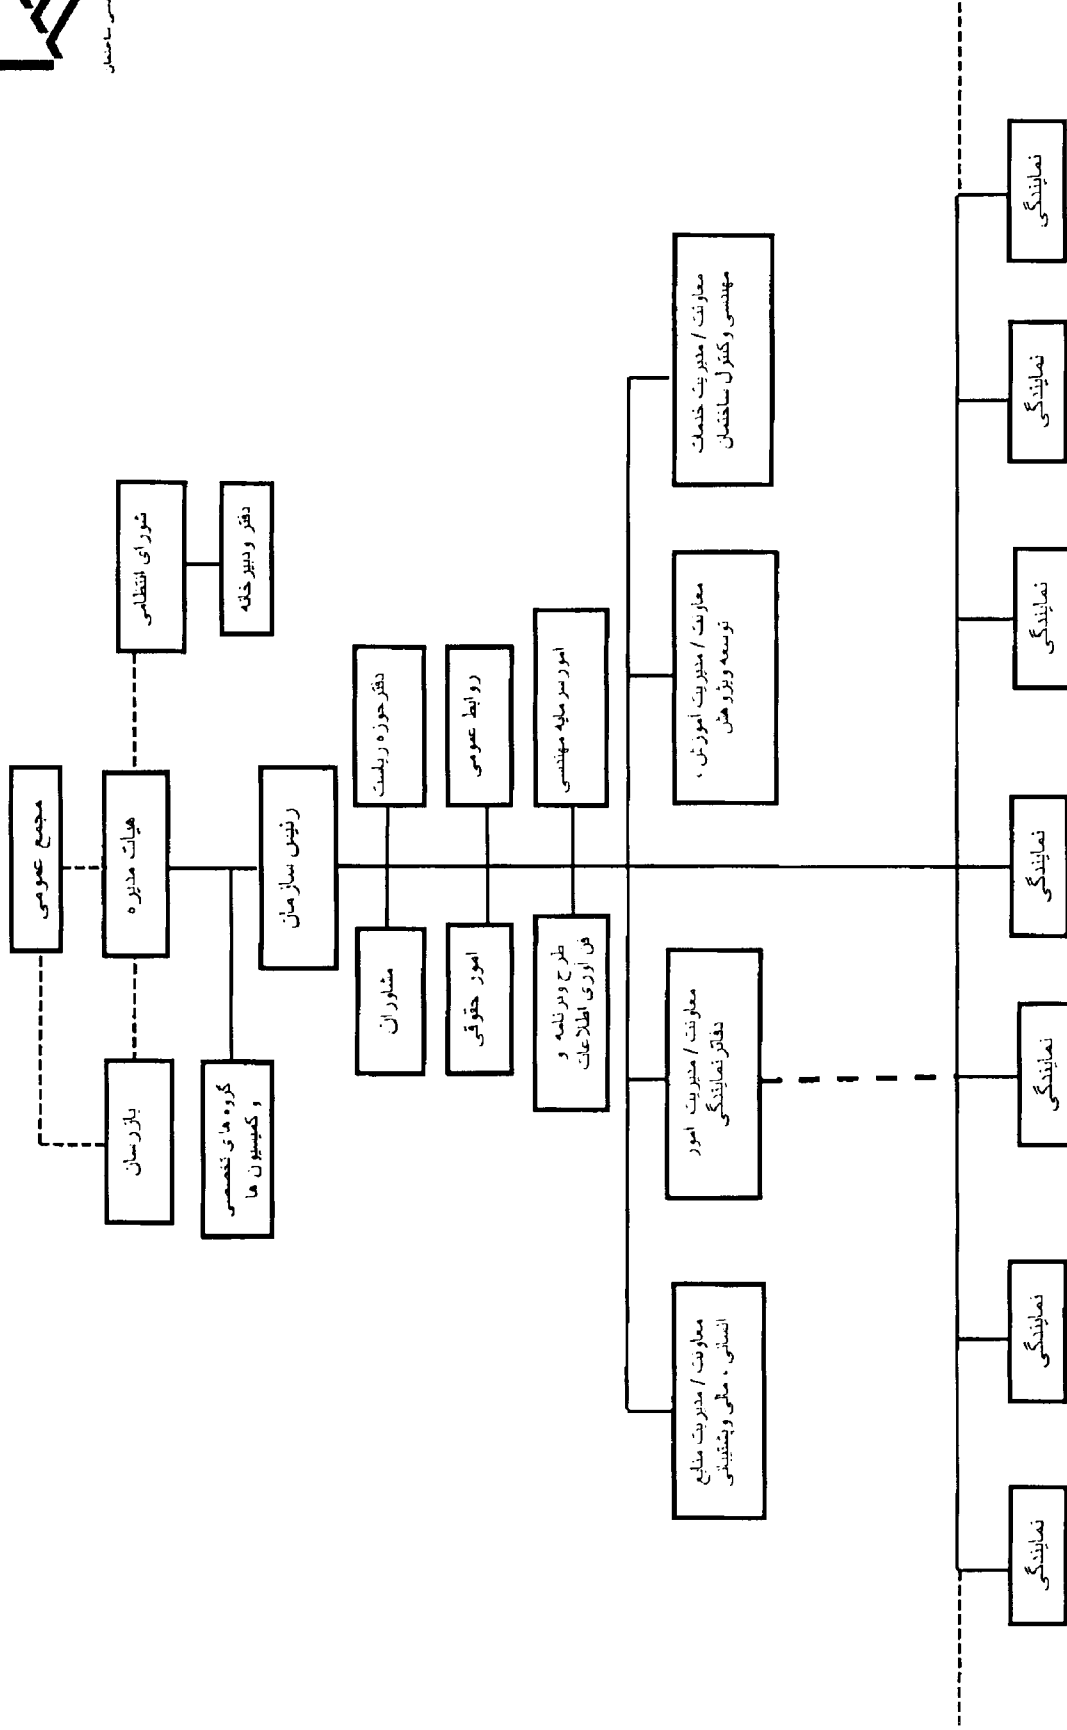 ساختمان
مجمع عمومی
هیات مدیره
شورای انتظامی
دفتر و دبیرخانه
بازرسان
گروه های تخصصی
و کمیسیون ها
رئیس سازمان
دفتر حوزه ریاست
مشاوران
روابط عمومی
امور حقوقی
امور سرمایه مهندسی
طرح و برنامه و
فن آوری اطلاعات
معاونت / مدیریت خدمات
مهندسی و کنترل ساختمان
معاونت / مدیریت آموزش ،
توسعه و پژوهش
معاونت / مدیریت امور
دفاتر نمایندگی
معاونت / مدیریت منابع
انسانی ، مالی و پشتیبانی
نمایندگی
نمایندگی
نمایندگی
نمایندگی
نمایندگی
نمایندگی
نمایندگی